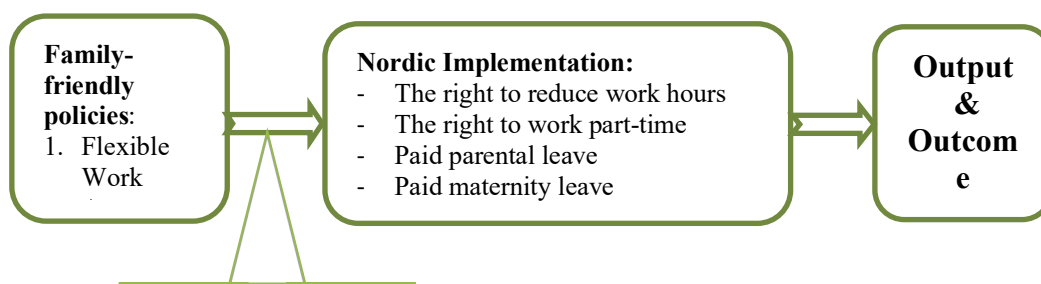 Family-
friendly
policies:
1. Flexible
Work
Nordic Implementation:
- The right to reduce work hours
- The right to work part-time
- Paid parental leave
- Paid maternity leave
Output
&
Outcom
e